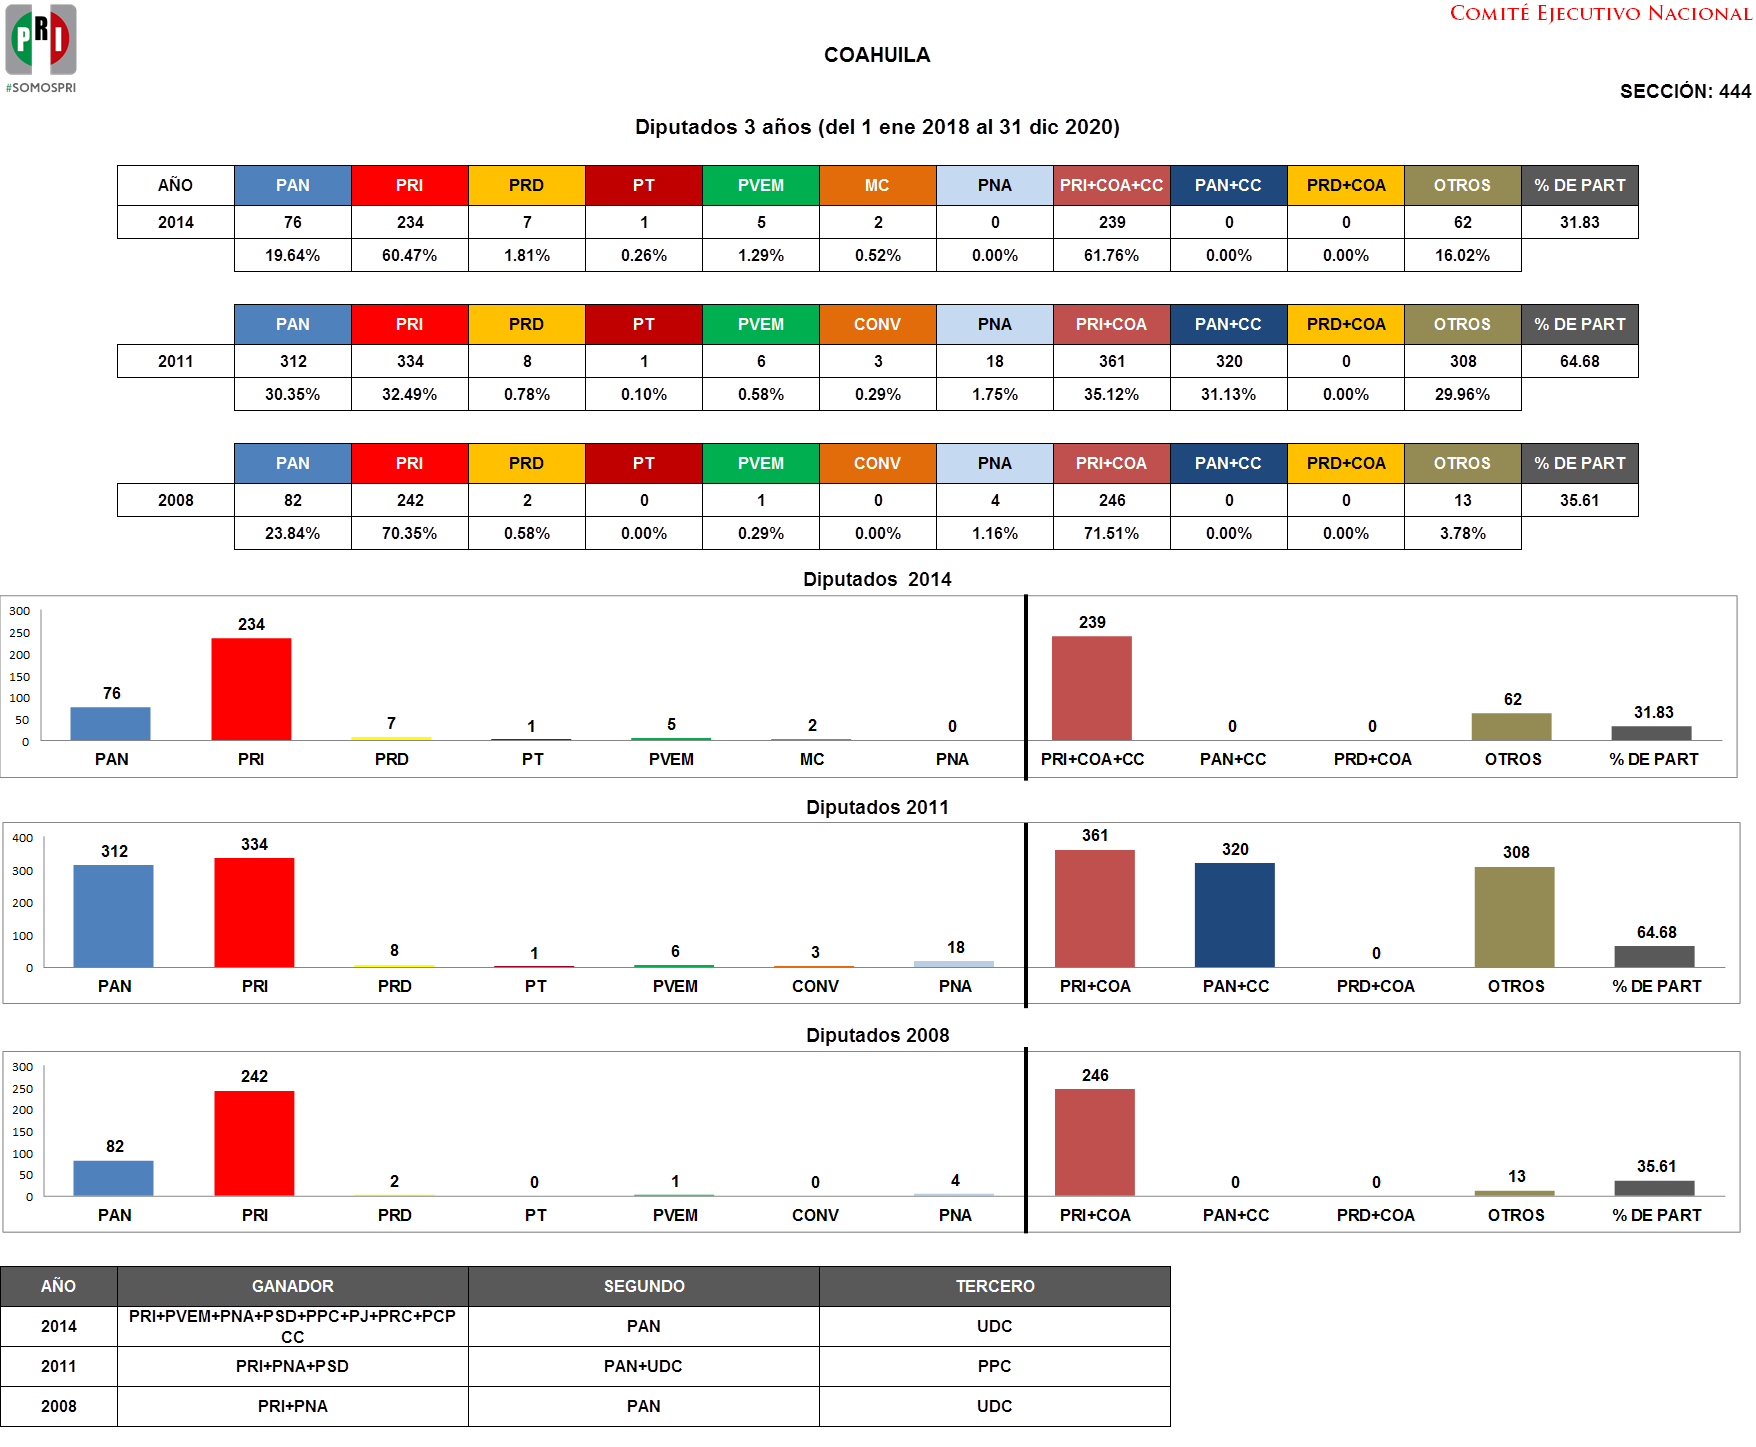 PRI
#SOMOSPRI
COMITÉ EJECUTIVO NACIONAL
COAHUILA
SECCIÓN: 444
Diputados 3 años (del 1 ene 2018 al 31 dic 2020)
AÑO PAN PRI PRD PT PVEM MC PNA PRI+COA+CC PAN+CC PRD+COA OTROS % DE PART
2014 76 234 7 1 5 2 0 239 0 0 62 31.83
19.64% 60.47% 1.81% 0.26% 1.29% 0.52% 0.00% 61.76% 0.00% 0.00% 16.02%
PAN PRI PRD PT PVEM CONV PNA PRI+COA PAN+CC PRD+COA OTROS % DE PART
2011 312 334 8 1 6 3 18 361 320 0 308 64.68
30.35% 32.49% 0.78% 0.10% 0.58% 0.29% 1.75% 35.12% 31.13% 0.00% 29.96%
PAN PRI PRD PT PVEM CONV PNA PRI+COA PAN+CC PRD+COA OTROS % DE PART
2008 82 242 2 0 1 0 4 246 0 0 13 35.61
23.84% 70.35% 0.58% 0.00% 0.29% 0.00% 1.16% 71.51% 0.00% 0.00% 3.78%
Diputados 2014
300
250
200
150
100
50
0
76 234 7 1 5 2 0 239 0 0 62 31.83
PAN PRI PRD PT PVEM MC PNA PRI+COA+CC PAN+CC PRD+COA OTROS % DE PART
Diputados 2011
400
300
200
100
0
312 334 8 1 6 3 18 361 320 0 308 64.68
PAN PRI PRD PT PVEM CONV PNA PRI+COA PAN+CC PRD+COA OTROS % DE PART
Diputados 2008
300
250
200
150
100
50
0
82 242 2 0 1 0 4 246 0 0 13 35.61
PAN PRI PRD PT PVEM CONV PNA PRI+COA PAN+CC PRD+COA OTROS % DE PART
AÑO GANADOR SEGUNDO TERCERO
2014 PRI+PVEM+PNA+PSD+PPC+PJ+PRC+PCP
CC PAN UDC
2011 PRI+PNA+PSD PAN+UDC PPC
2008 PRI+PNA PAN UDC